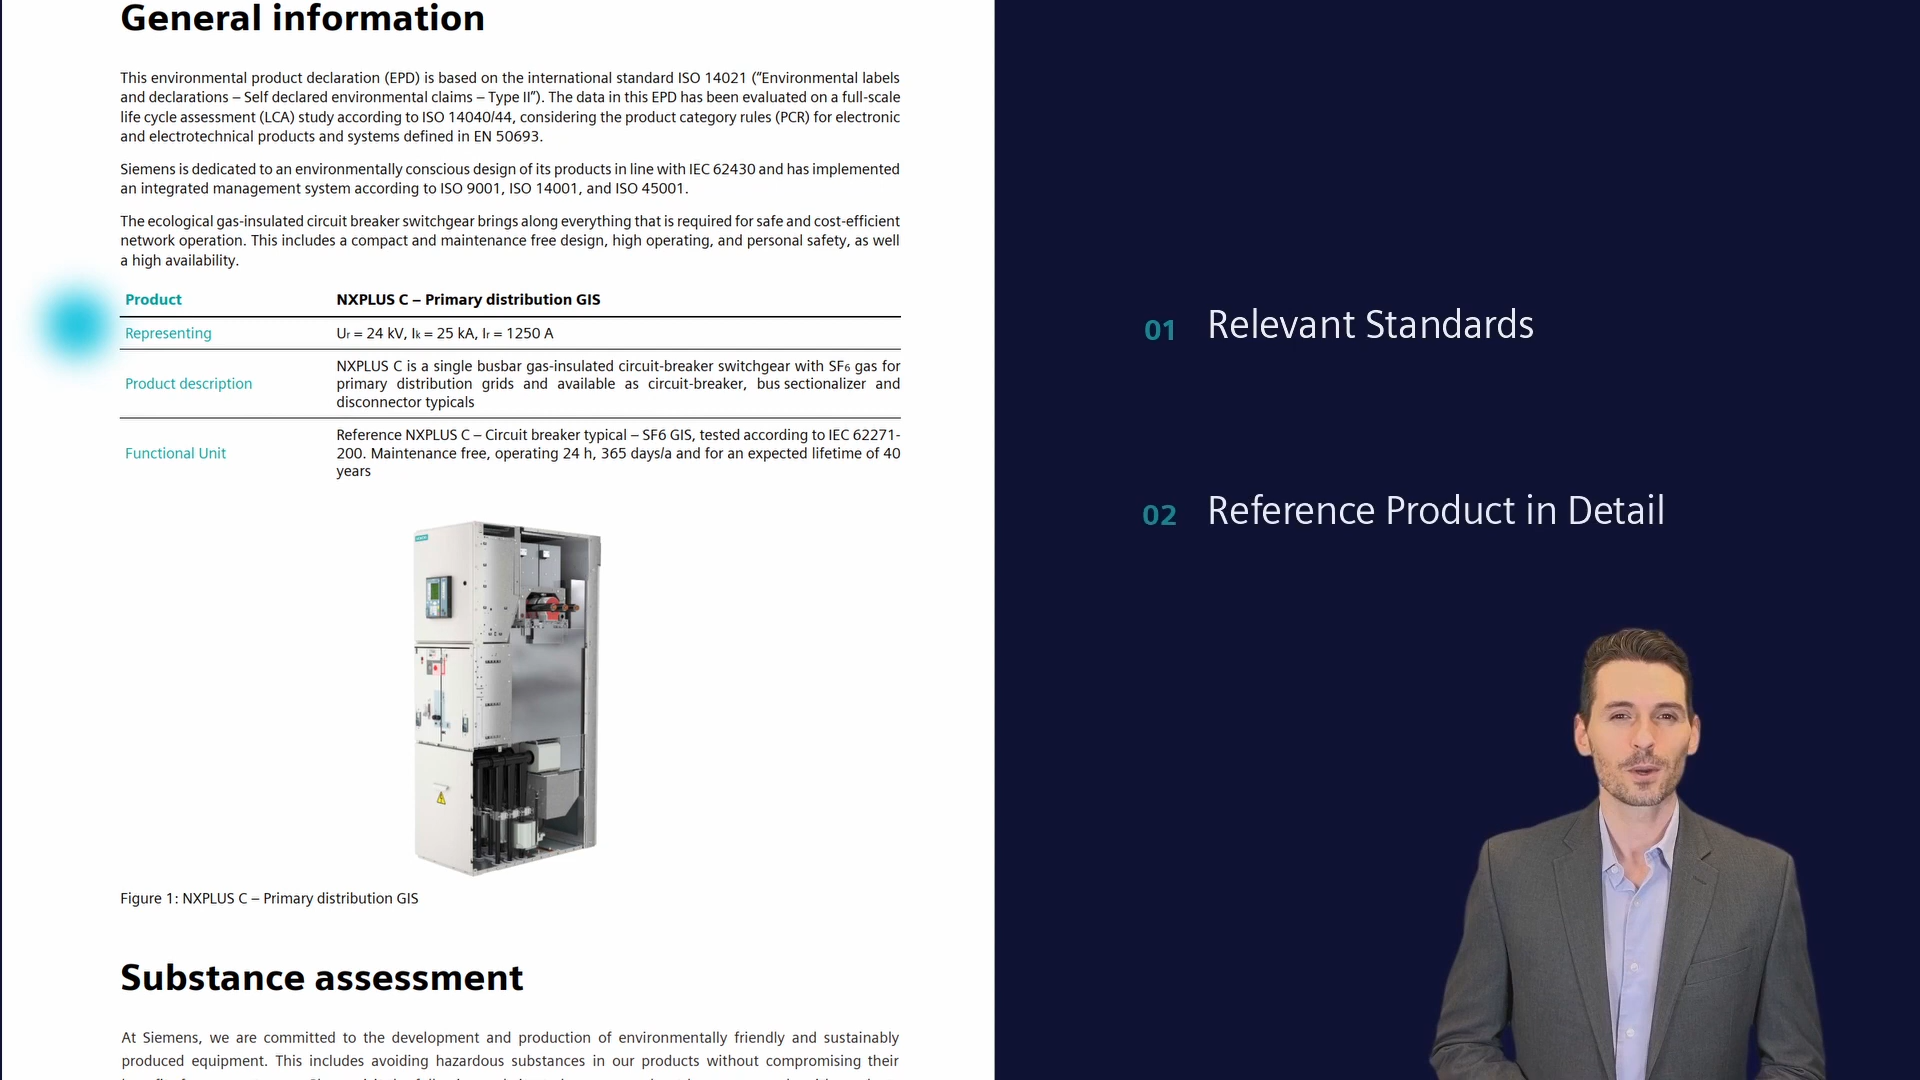 General information
This environmental product declaration (EPD) is based on the international standard ISO 14021 (“Environmental labels
and declarations – Self declared environmental claims – Type II”). The data in this EPD has been evaluated on a full-scale
life cycle assessment (LCA) study according to ISO 14040/44, considering the product category rules (PCR) for electronic
and electrotechnical products and systems defined in EN 50693.
Siemens is dedicated to an environmentally conscious design of its products in line with IEC 62430 and has implemented
an integrated management system according to ISO 9001, ISO 14001, and ISO 45001.
The ecological gas-insulated circuit breaker switchgear brings along everything that is required for safe and cost-efficient
network operation. This includes a compact and maintenance free design, high operating, and personal safety, as well
a high availability.
Product NXPLUS C – Primary distribution GIS
Representing Ur = 24 kV, Ik = 25 kA, Ir = 1250 A
Product description
NXPLUS C is a single busbar gas-insulated circuit-breaker switchgear with SF₆ gas for
primary distribution grids and available as circuit-breaker, bus sectionalizer and
disconnector typicals
Functional Unit
Reference NXPLUS C – Circuit breaker typical – SF6 GIS, tested according to IEC 62271-
200. Maintenance free, operating 24 h, 365 days/a and for an expected lifetime of 40
years
Figure 1: NXPLUS C – Primary distribution GIS
Substance assessment
At Siemens, we are committed to the development and production of environmentally friendly and sustainably
produced equipment. This includes avoiding hazardous substances in our products without compromising their
01 Relevant Standards
02 Reference Product in Detail